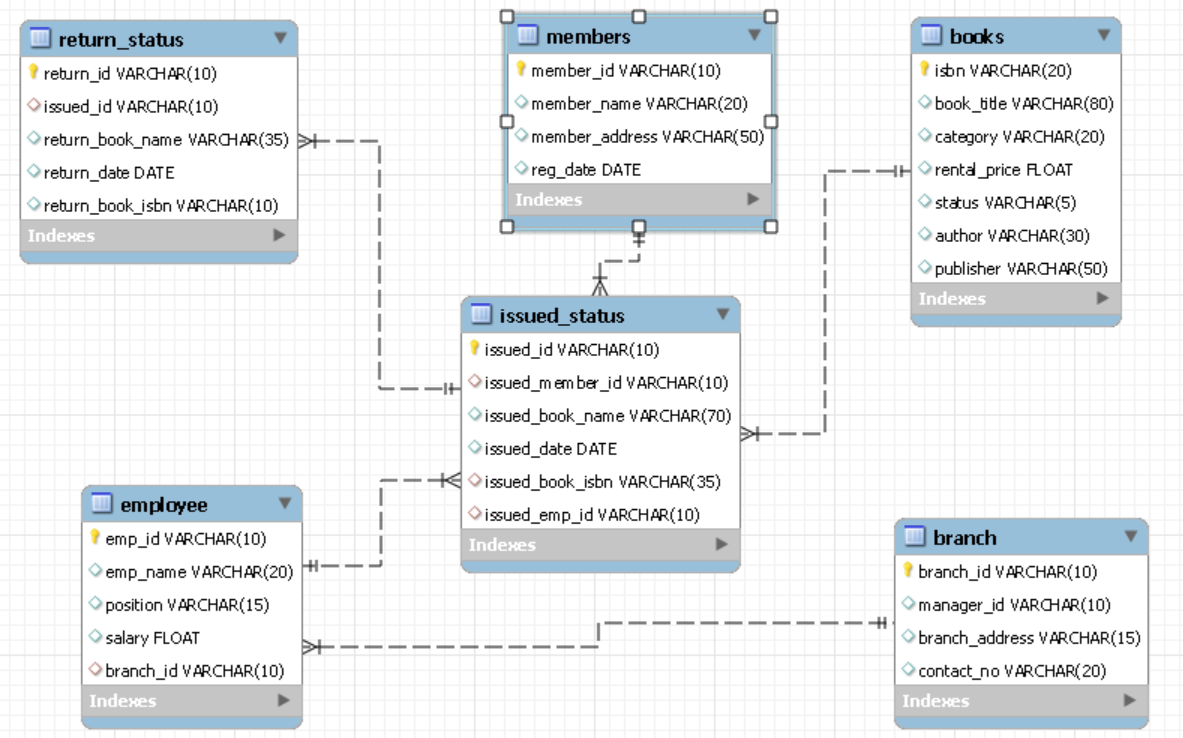 return_status
return_id VARCHAR(10)
issued_id VARCHAR(10)
return_book_name VARCHAR(35)
return_date DATE
return_book_isbn VARCHAR(10)
Indexes
members
member_id VARCHAR(10)
member_name VARCHAR(20)
member_address VARCHAR(50)
reg_date DATE
Indexes
books
isbn VARCHAR(20)
book_title VARCHAR(80)
category VARCHAR(20)
rental_price FLOAT
status VARCHAR(5)
author VARCHAR(30)
publisher VARCHAR(50)
Indexes
issued_status
issued_id VARCHAR(10)
issued_member_id VARCHAR(10)
issued_book_name VARCHAR(70)
issued_date DATE
issued_book_isbn VARCHAR(35)
issued_emp_id VARCHAR(10)
Indexes
employee
emp_id VARCHAR(10)
emp_name VARCHAR(20)
position VARCHAR(15)
salary FLOAT
branch_id VARCHAR(10)
Indexes
branch
branch_id VARCHAR(10)
manager_id VARCHAR(10)
branch_address VARCHAR(15)
contact_no VARCHAR(20)
Indexes